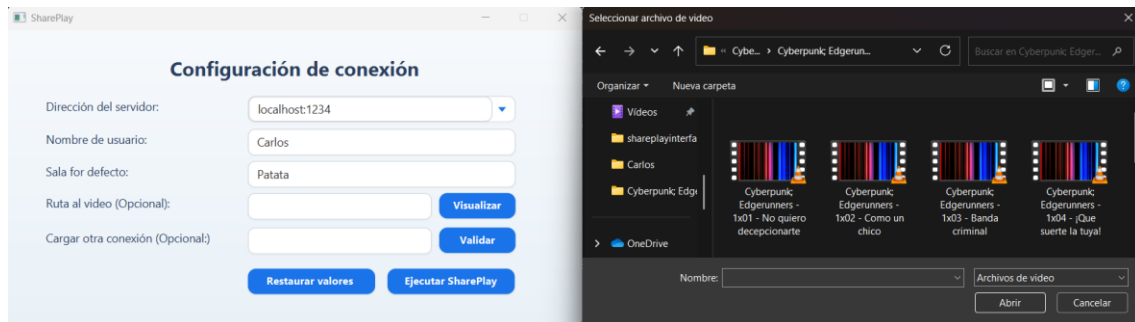 SharePlay
Configuración de conexión
Dirección del servidor:
localhost:1234
Nombre de usuario:
Carlos
Sala for defecto:
Patata
Ruta al video (Opcional):
Visualizar
Cargar otra conexión (Opcional:)
Validar
Restaurar valores
Ejecutar SharePlay
Seleccionar archivo de video
« Cybe... › Cyberpunk; Edgerun...
Buscar en Cyberpunk; Edger...
Organizar
Nueva carpeta
Vídeos
shareplayinterfa
Carlos
Cyberpunk; Edge
OneDrive
Cyberpunk;
Edgerunners -
1x01 - No quiero
decepcionarte
Cyberpunk;
Edgerunners -
1x02 - Como un
chico
Cyberpunk;
Edgerunners -
1x03 - Banda
criminal
Cyberpunk;
Edgerunners -
1x04 - ¡Que
suerte la tuya!
Nombre:
Archivos de video
Abrir
Cancelar